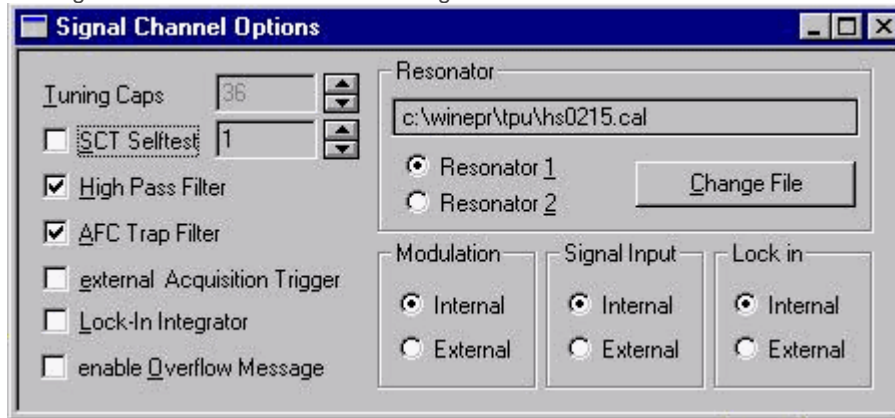 Signal Channel Options
Tuning Caps 36
SCT Selftest 1
High Pass Filter
AFC Trap Filter
external Acquisition Trigger
Lock-In Integrator
enable Overflow Message
Resonator
c:\winepr\tpu\hs0215.cal
Resonator 1
Resonator 2
Change File
Modulation
Internal
External
Signal Input
Internal
External
Lock in
Internal
External